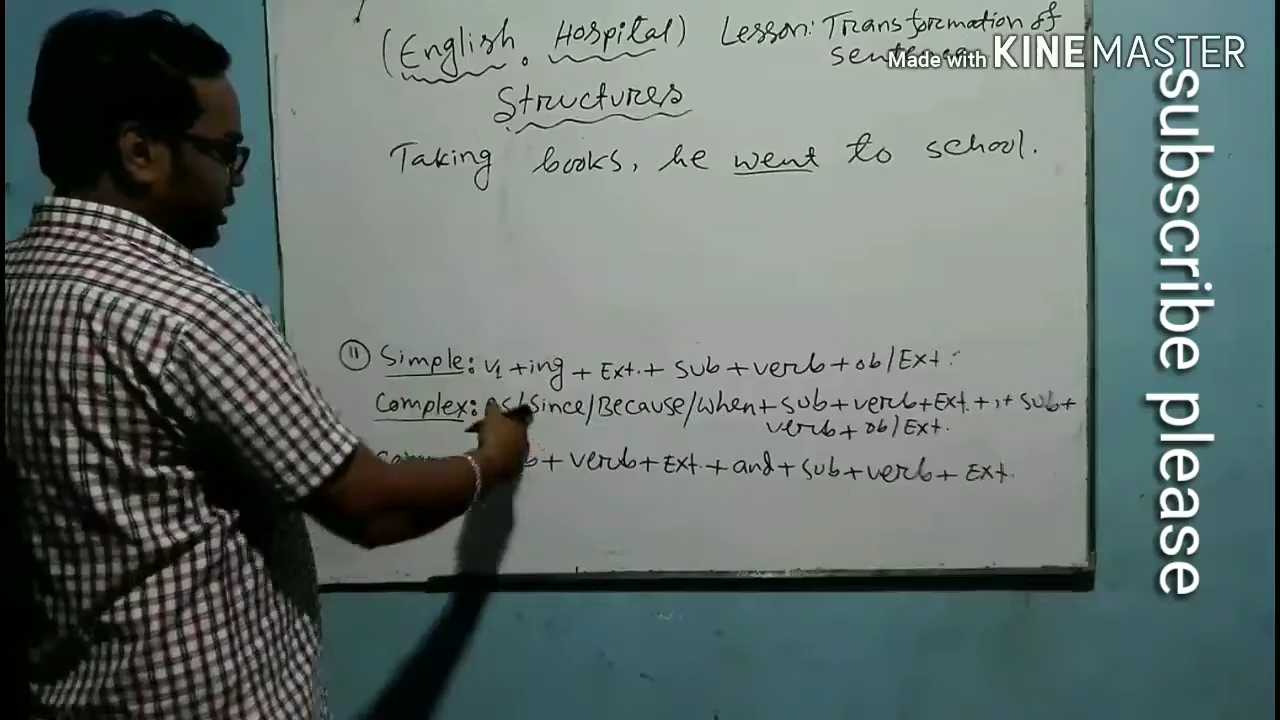 (English Hospital) Lesson: Transformation of
Made with KINEMASTER
Structures
Taking books, he went to school.
(11) Simple: V1 + ing + Ext. + Sub + verb + ob/Ext.
Complex: Since/Because/when + sub + verb + Ext. + , + sub +
verb + ob/Ext.
+ verb + Ext + and + sub + verb + Ext.
subscribe please